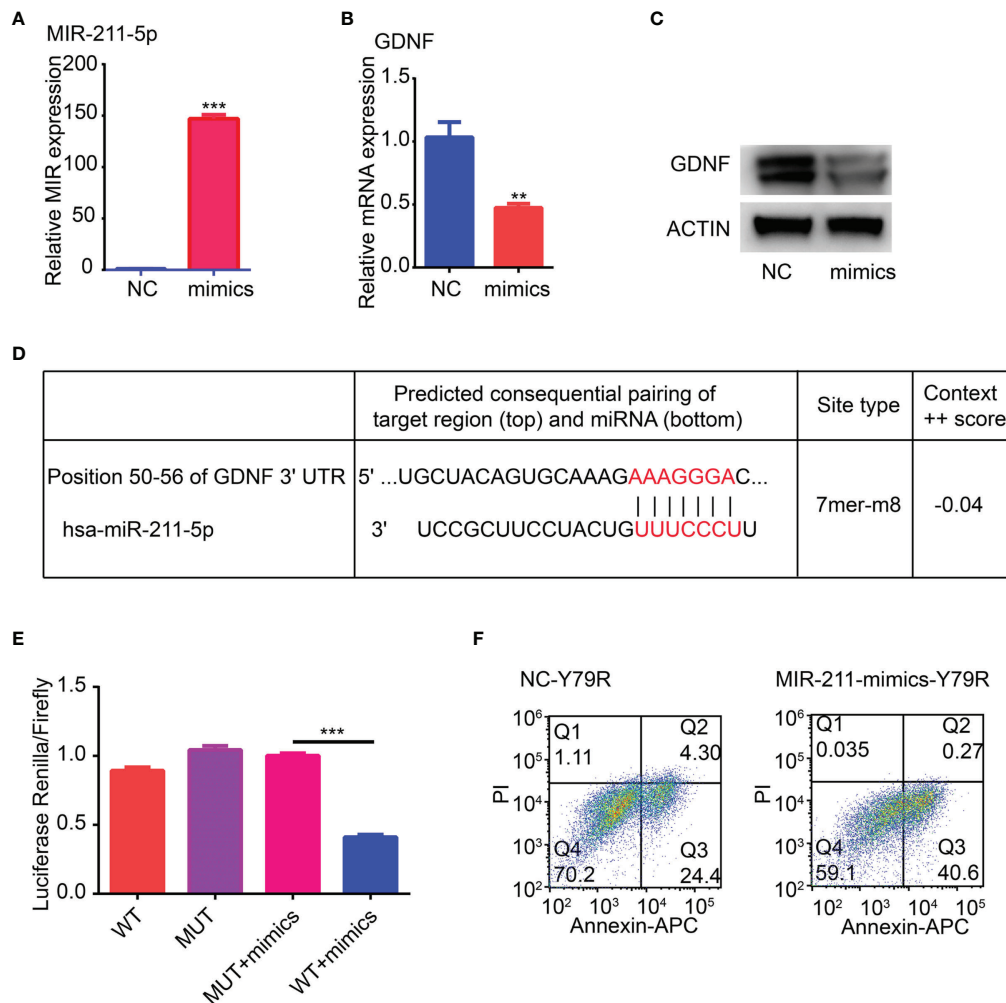 A
MIR-211-5p
Relative MIR expression
200
150
100
50
0
***
NC
mimics
B
GDNF
Relative mRNA expression
1.5
1.0
0.5
0.0
**
NC
mimics
C
GDNF
ACTIN
NC
mimics
D
Predicted consequential pairing of
target region (top) and miRNA (bottom)
Site type
Context
++ score
Position 50-56 of GDNF 3' UTR
5' ...UGCUACAGUGCAAAGAAAGGGAC...
hsa-miR-211-5p
3' UCCGCUUCCUACUGUUUCCCUU
7mer-m8
-0.04
E
Luciferase Renilla/Firefly
1.5
1.0
0.5
0.0
***
WT
MUT
MUT+mimics
WT+mimics
F
NC-Y79R
PI
10⁶
10⁵
10⁴
10³
10²
Q1
1.11
Q2
4.30
Q4
70.2
Q3
24.4
10² 10³ 10⁴ 10⁵
Annexin-APC
MIR-211-mimics-Y79R
PI
10⁶
10⁵
10⁴
10³
10²
Q1
0.035
Q2
0.27
Q4
59.1
Q3
40.6
10² 10³ 10⁴ 10⁵
Annexin-APC